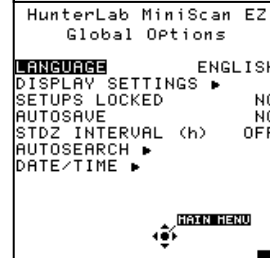 HunterLab MiniScan EZ
Global Options
LANGUAGE ENGLISH
DISPLAY SETTINGS ▶
SETUPS LOCKED NO
AUTOSAVE NO
STDZ INTERVAL (h) OFF
AUTOSEARCH ▶
DATE/TIME ▶
MAIN MENU